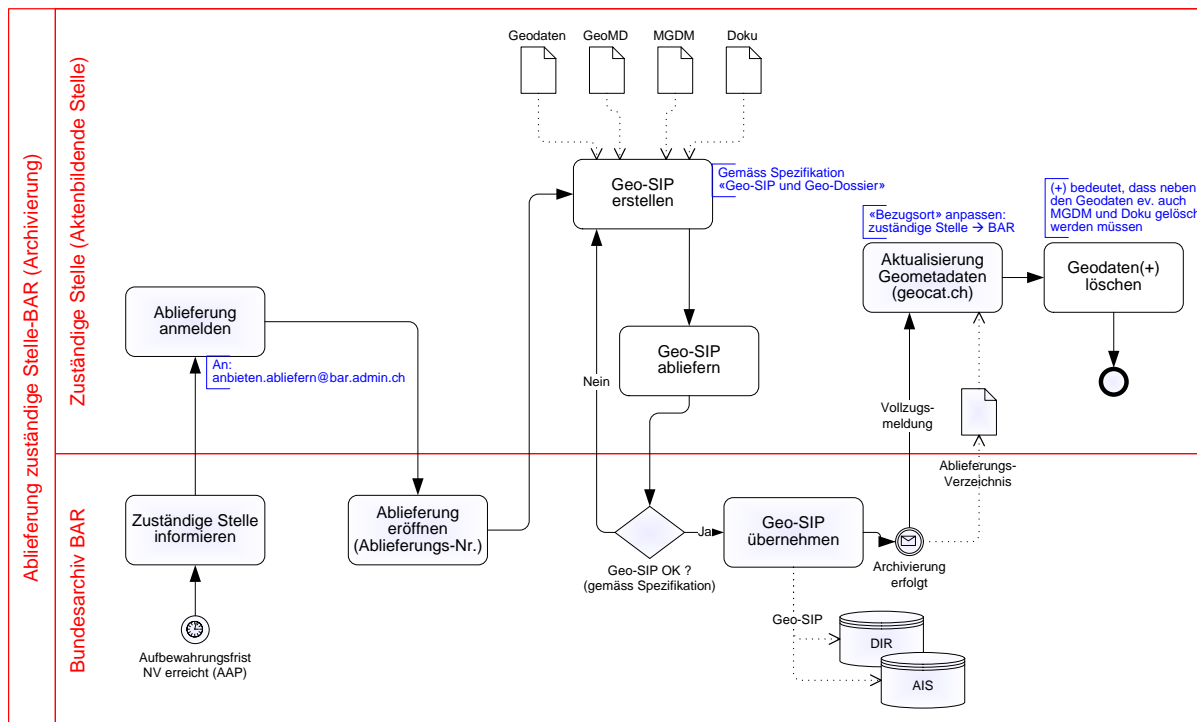 Ablieferung zuständige Stelle-BAR (Archivierung)
Zuständige Stelle (Aktenbildende Stelle)
Geodaten
GeoMD
MGDM
Doku
Geo-SIP
erstellen
Gemäss Spezifikation
«Geo-SIP und Geo-Dossier»
«Bezugsort» anpassen:
zuständige Stelle → BAR
(+) bedeutet, dass neben
den Geodaten ev. auch
MGDM und Doku gelösch
werden müssen
Aktualisierung
Geometadaten
(geocat.ch)
Geodaten(+)
löschen
Ablieferung
anmelden
An:
anbieten.abliefern@bar.admin.ch
Geo-SIP
abliefern
Nein
Vollzugs-
meldung
Ablieferungs-
Verzeichnis
Bundesarchiv BAR
Zuständige Stelle
informieren
Ablieferung
eröffnen
(Ablieferungs-Nr.)
Geo-SIP OK ?
(gemäss Spezifikation)
Ja
Geo-SIP
übernehmen
Archivierung
erfolgt
Aufbewahrungsfrist
NV erreicht (AAP)
Geo-SIP
DIR
AIS